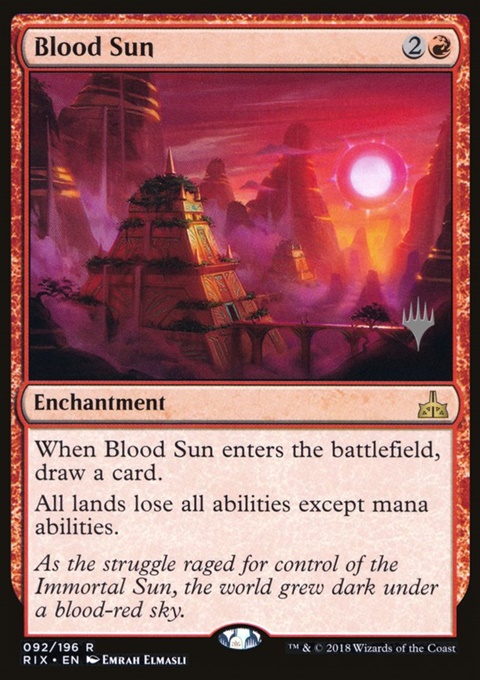 Blood Sun 2
Enchantment
When Blood Sun enters the battlefield,
draw a card.
All lands lose all abilities except mana
abilities.
As the struggle raged for control of the
Immortal Sun, the world grew dark under
a blood-red sky.
092/196 R
RIX • EN Emrah Elmasli
™ & © 2018 Wizards of the Coast